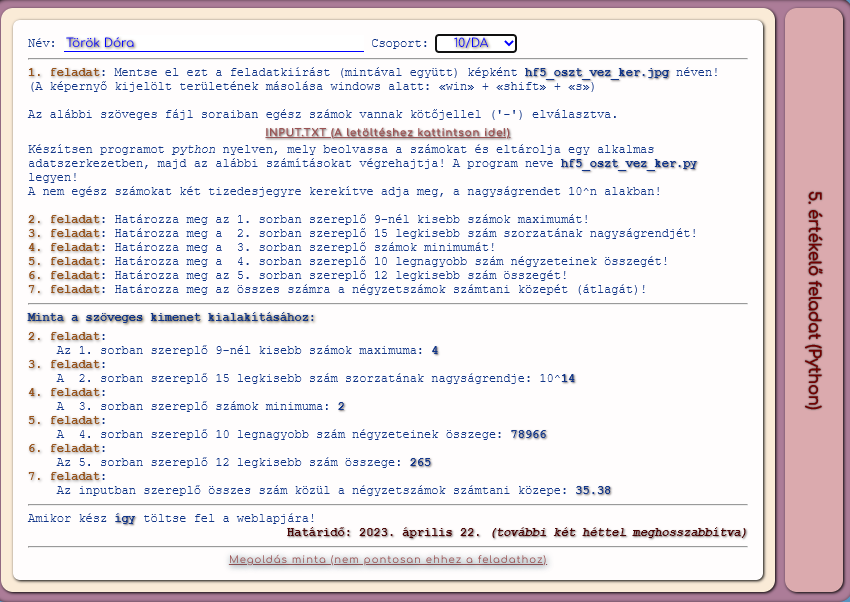 Név: Török Dóra Csoport: 10/DA
1. feladat: Mentse el ezt a feladatkiírást (mintával együtt) képként hf5_oszt_vez_ker.jpg néven!
(A képernyő kijelölt területének másolása windows alatt: «win» + «shift» + «s»)
Az alábbi szöveges fájl soraiban egész számok vannak kötőjellel ('-') elválasztva.
INPUT.TXT (A letöltéshez kattintson ide!)
Készítsen programot python nyelven, mely beolvassa a számokat és eltárolja egy alkalmas
adatszerkezetben, majd az alábbi számításokat végrehajtja! A program neve hf5_oszt_vez_ker.py
legyen!
A nem egész számokat két tizedesjegyre kerekítve adja meg, a nagyságrendet 10^n alakban!
2. feladat: Határozza meg az 1. sorban szereplő 9-nél kisebb számok maximumát!
3. feladat: Határozza meg a  2. sorban szereplő 15 legkisebb szám szorzatának nagyságrendjét!
4. feladat: Határozza meg a  3. sorban szereplő számok minimumát!
5. feladat: Határozza meg a  4. sorban szereplő 10 legnagyobb szám négyzeteinek összegét!
6. feladat: Határozza meg az 5. sorban szereplő 12 legkisebb szám összegét!
7. feladat: Határozza meg az összes számra a négyzetszámok számtani közepét (átlagát)!
Minta a szöveges kimenet kialakításához:
2. feladat:
Az 1. sorban szereplő 9-nél kisebb számok maximuma: 4
3. feladat:
A  2. sorban szereplő 15 legkisebb szám szorzatának nagyságrendje: 10^14
4. feladat:
A  3. sorban szereplő számok minimuma: 2
5. feladat:
A  4. sorban szereplő 10 legnagyobb szám négyzeteinek összege: 78966
6. feladat:
Az 5. sorban szereplő 12 legkisebb szám összege: 265
7. feladat:
Az inputban szereplő összes szám közül a négyzetszámok számtani közepe: 35.38
Amikor kész így töltse fel a weblapjára!
Határidő: 2023. április 22. (további két héttel meghosszabbítva)
Megoldás minta (nem pontosan ehhez a feladathoz)
5. értékelő feladat (Python)